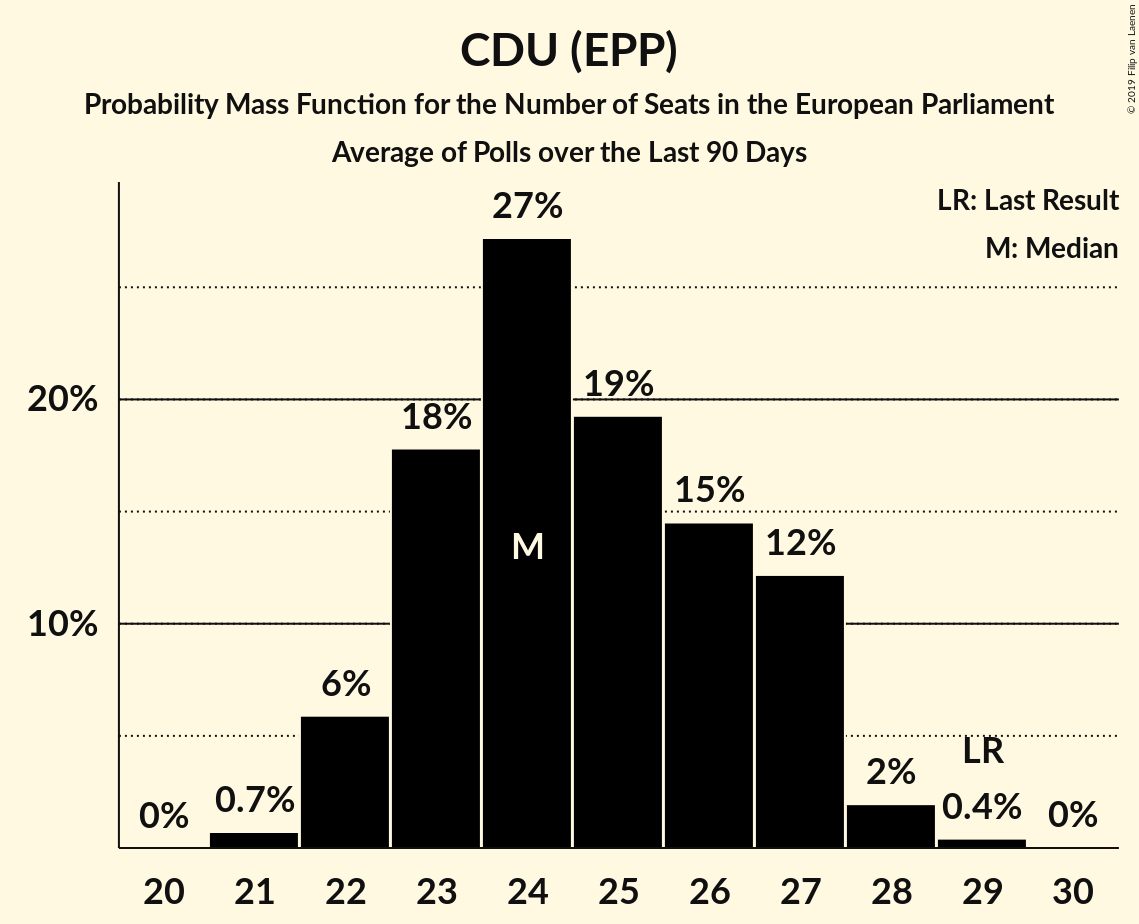 CDU (EPP)
Probability Mass Function for the Number of Seats in the European Parliament
Average of Polls over the Last 90 Days
© 2019 Filip van Laenen
LR: Last Result
M: Median
27%
20%
19%
18%
15%
12%
M
10%
6%
LR
2%
0.7%
0.4%
0%
0%
20 21 22 23 24 25 26 27 28 29 30